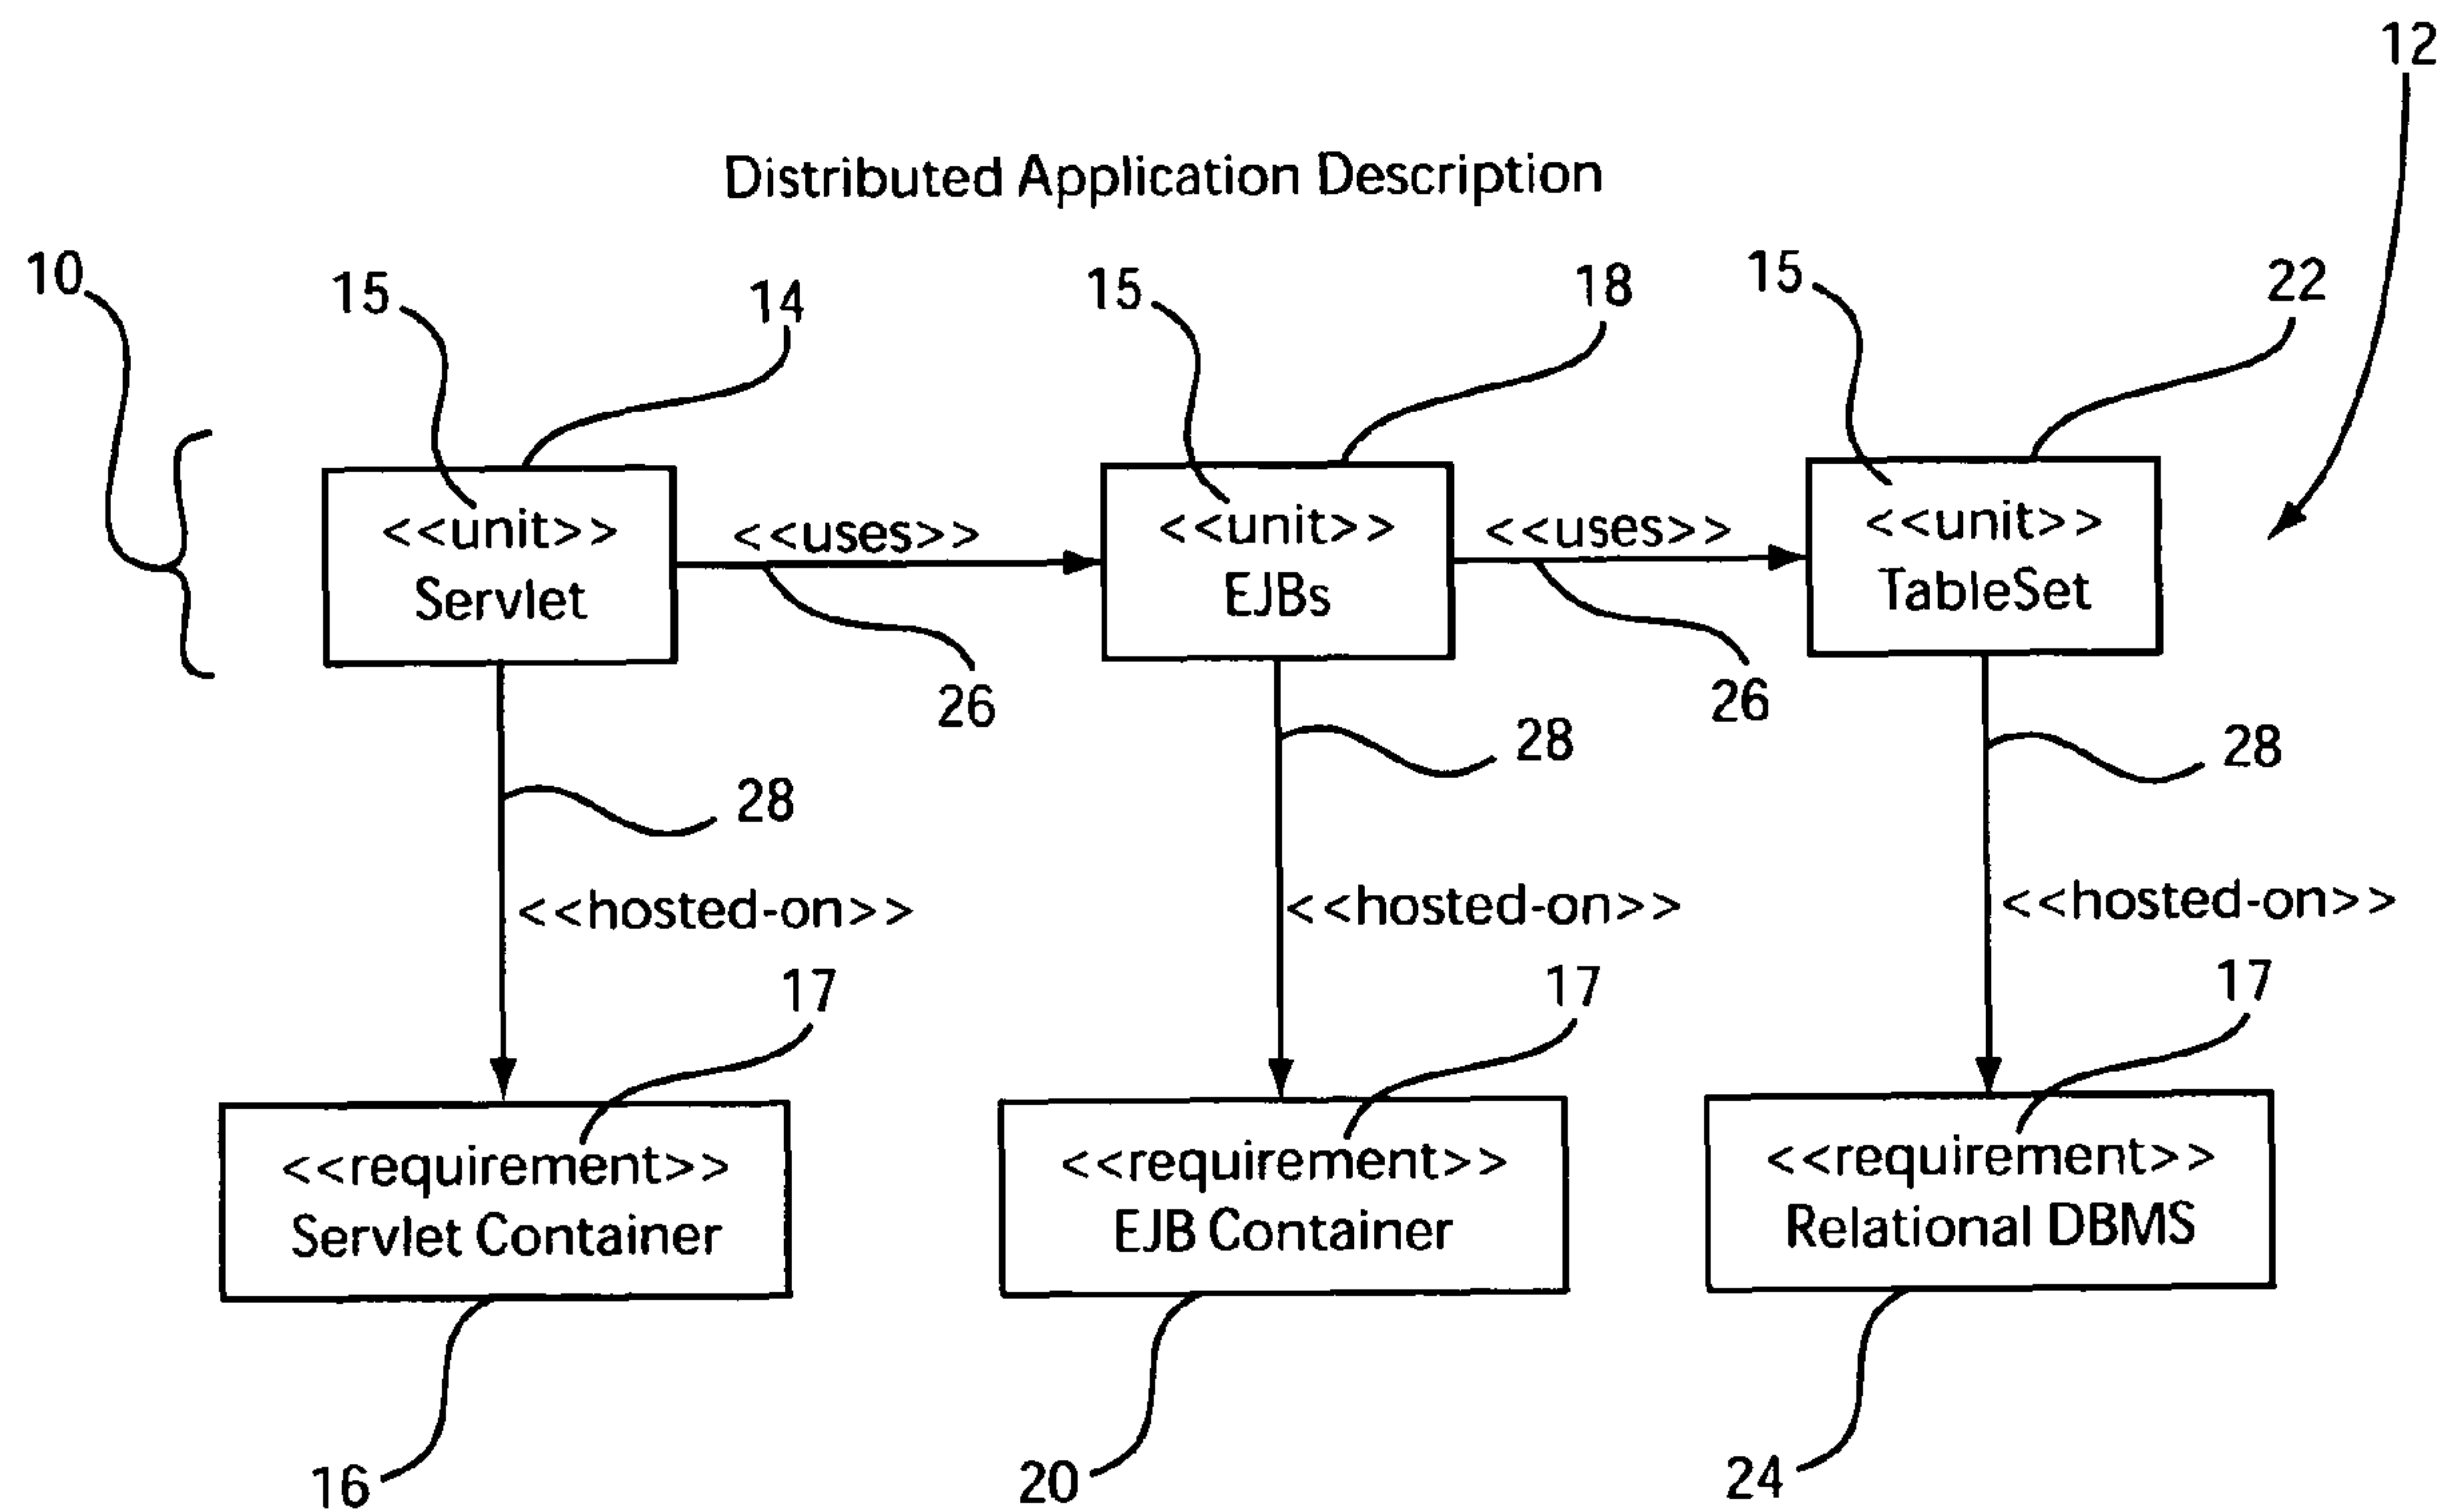 12
Distributed Application Description
10
15
14
15
18
15
22
<<unit>>
Servlet
<<uses>>
<<unit>>
EJBs
<<uses>>
<<unit>>
TableSet
26
26
28
28
28
<<hosted-on>>
<<hosted-on>>
<<hosted-on>>
17
17
17
<<requirement>>
Servlet Container
<<requirement>>
EJB Container
<<requirement>>
Relational DBMS
16
20
24